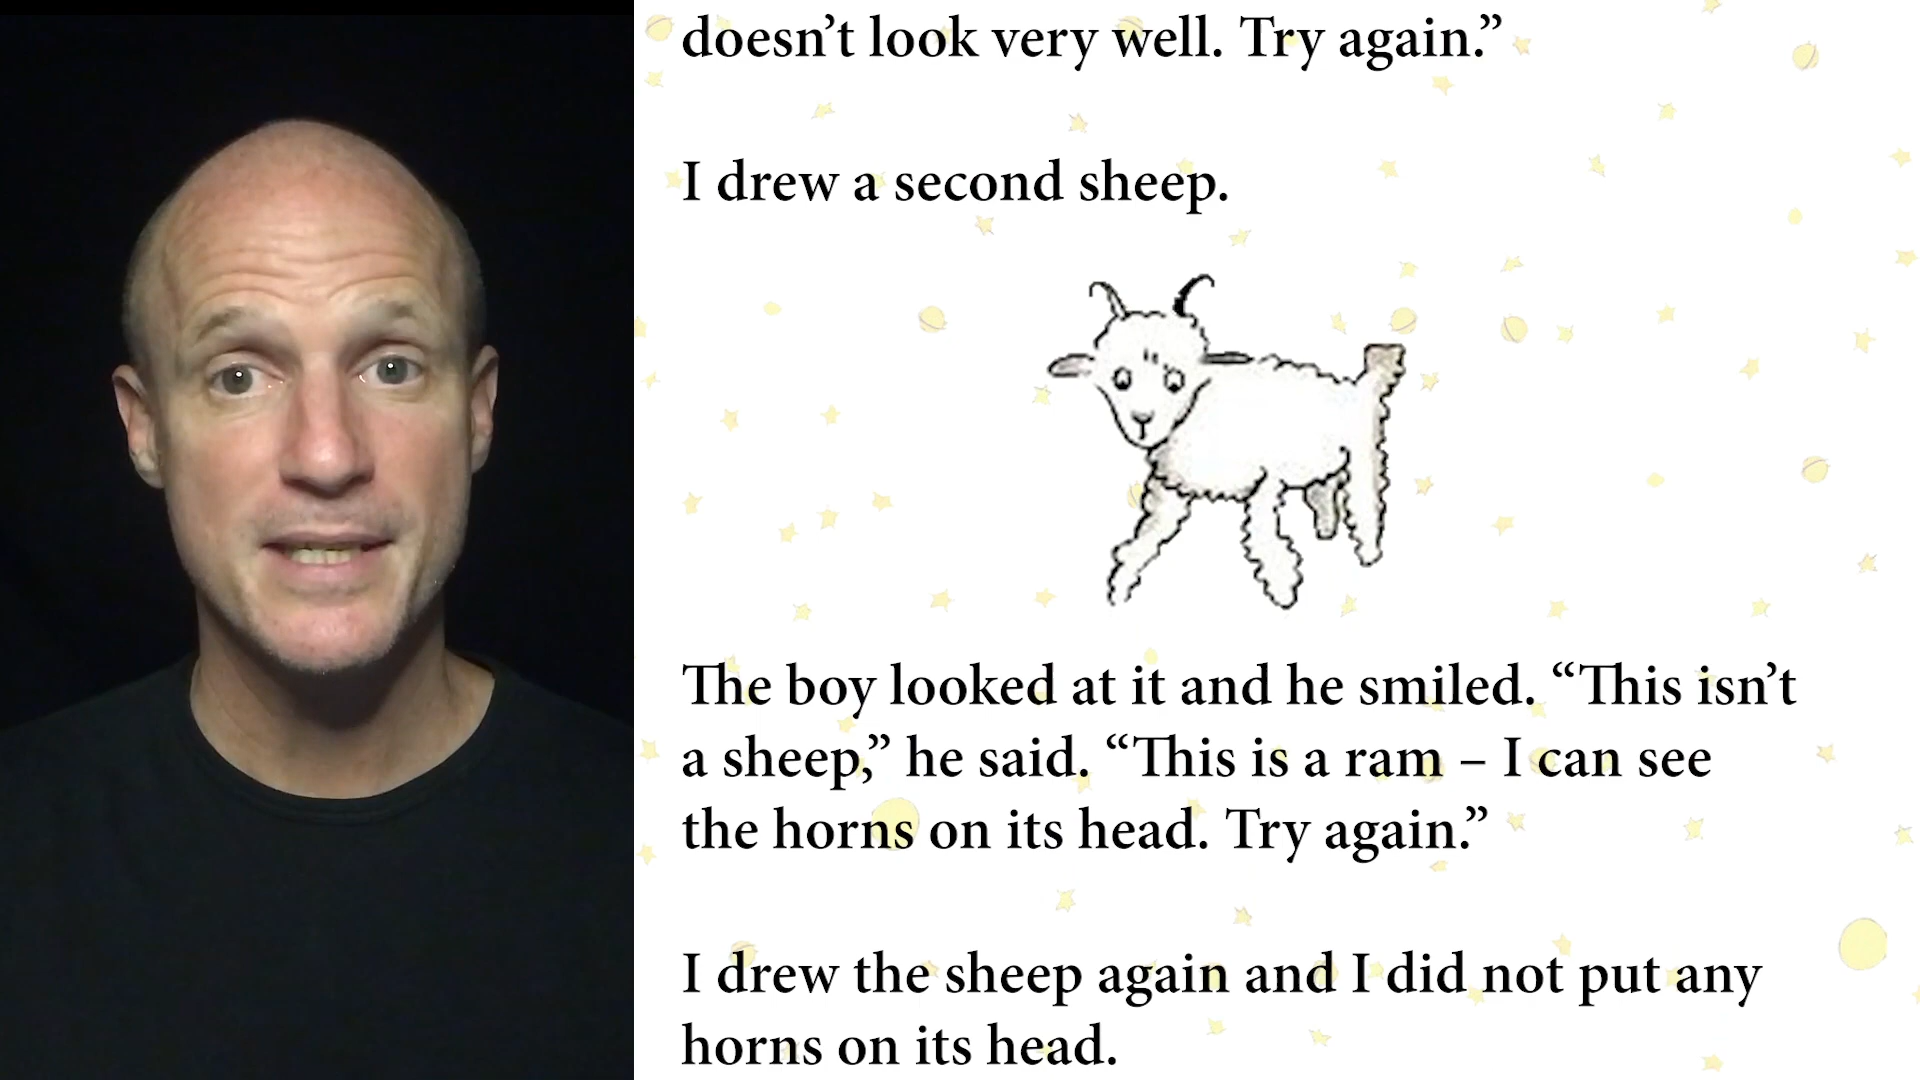 doesn’t look very well. Try again.”
I drew a second sheep.
The boy looked at it and he smiled. “This isn’t
a sheep,” he said. “This is a ram – I can see
the horns on its head. Try again.”
I drew the sheep again and I did not put any
horns on its head.